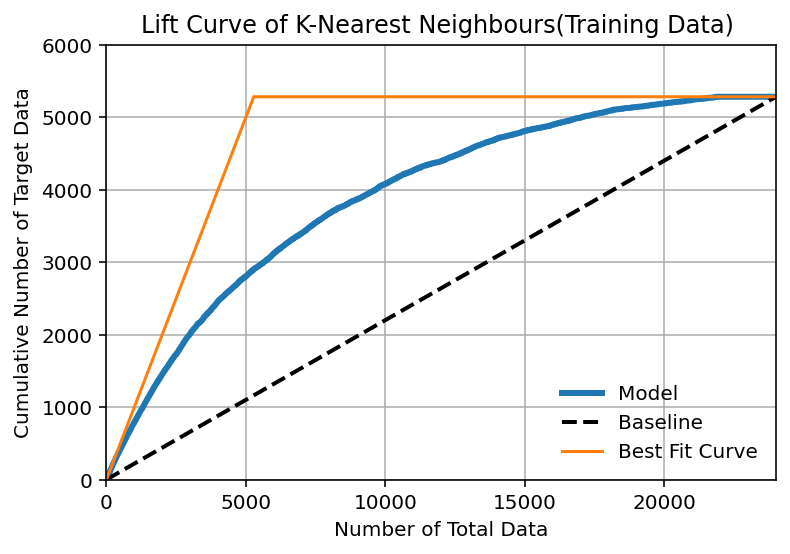 Lift Curve of K-Nearest Neighbours(Training Data)
6000
5000
4000
3000
2000
1000
0
Cumulative Number of Target Data
Model
Baseline
Best Fit Curve
0 5000 10000 15000 20000
Number of Total Data